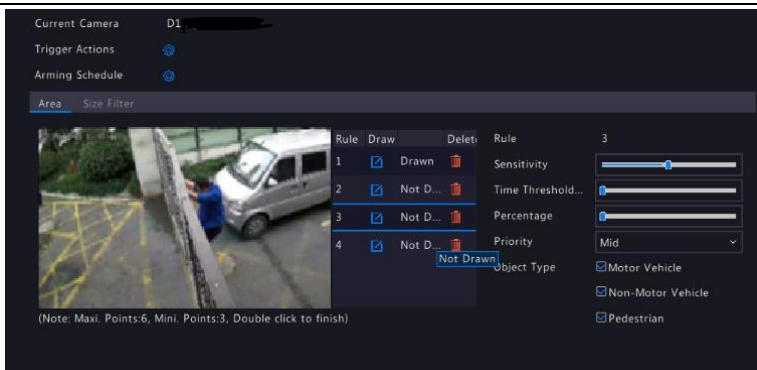 Current Camera D1
Trigger Actions
Arming Schedule
Area Size Filter
Rule Draw Delet
1 Drawn
2 Not D...
3 Not D...
4 Not D...
Not Drawn
Rule 3
Sensitivity
Time Threshold...
Percentage
Priority Mid
Object Type Motor Vehicle
Non-Motor Vehicle
Pedestrian
(Note: Maxi. Points:6, Mini. Points:3, Double click to finish)